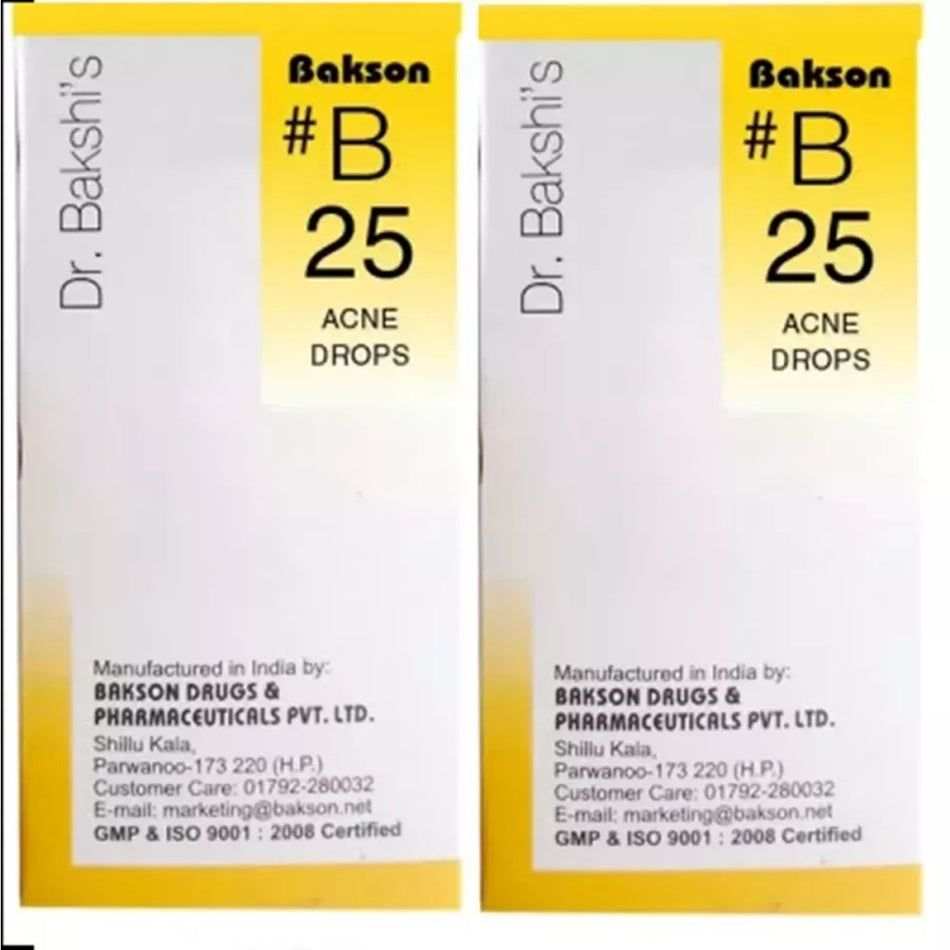 Dr. Bakshi's
Bakson
#B
25
ACNE
DROPS
Manufactured in India by:
BAKSON DRUGS &
PHARMACEUTICALS PVT. LTD.
Shillu Kala,
Parwanoo-173 220 (H.P.)
Customer Care: 01792-280032
E-mail: marketing@bakson.net
GMP & ISO 9001 : 2008 Certified
Dr. Bakshi's
Bakson
#B
25
ACNE
DROPS
Manufactured in India by:
BAKSON DRUGS &
PHARMACEUTICALS PVT. LTD.
Shillu Kala,
Parwanoo-173 220 (H.P.)
Customer Care: 01792-280032
E-mail: marketing@bakson.net
GMP & ISO 9001 : 2008 Certified